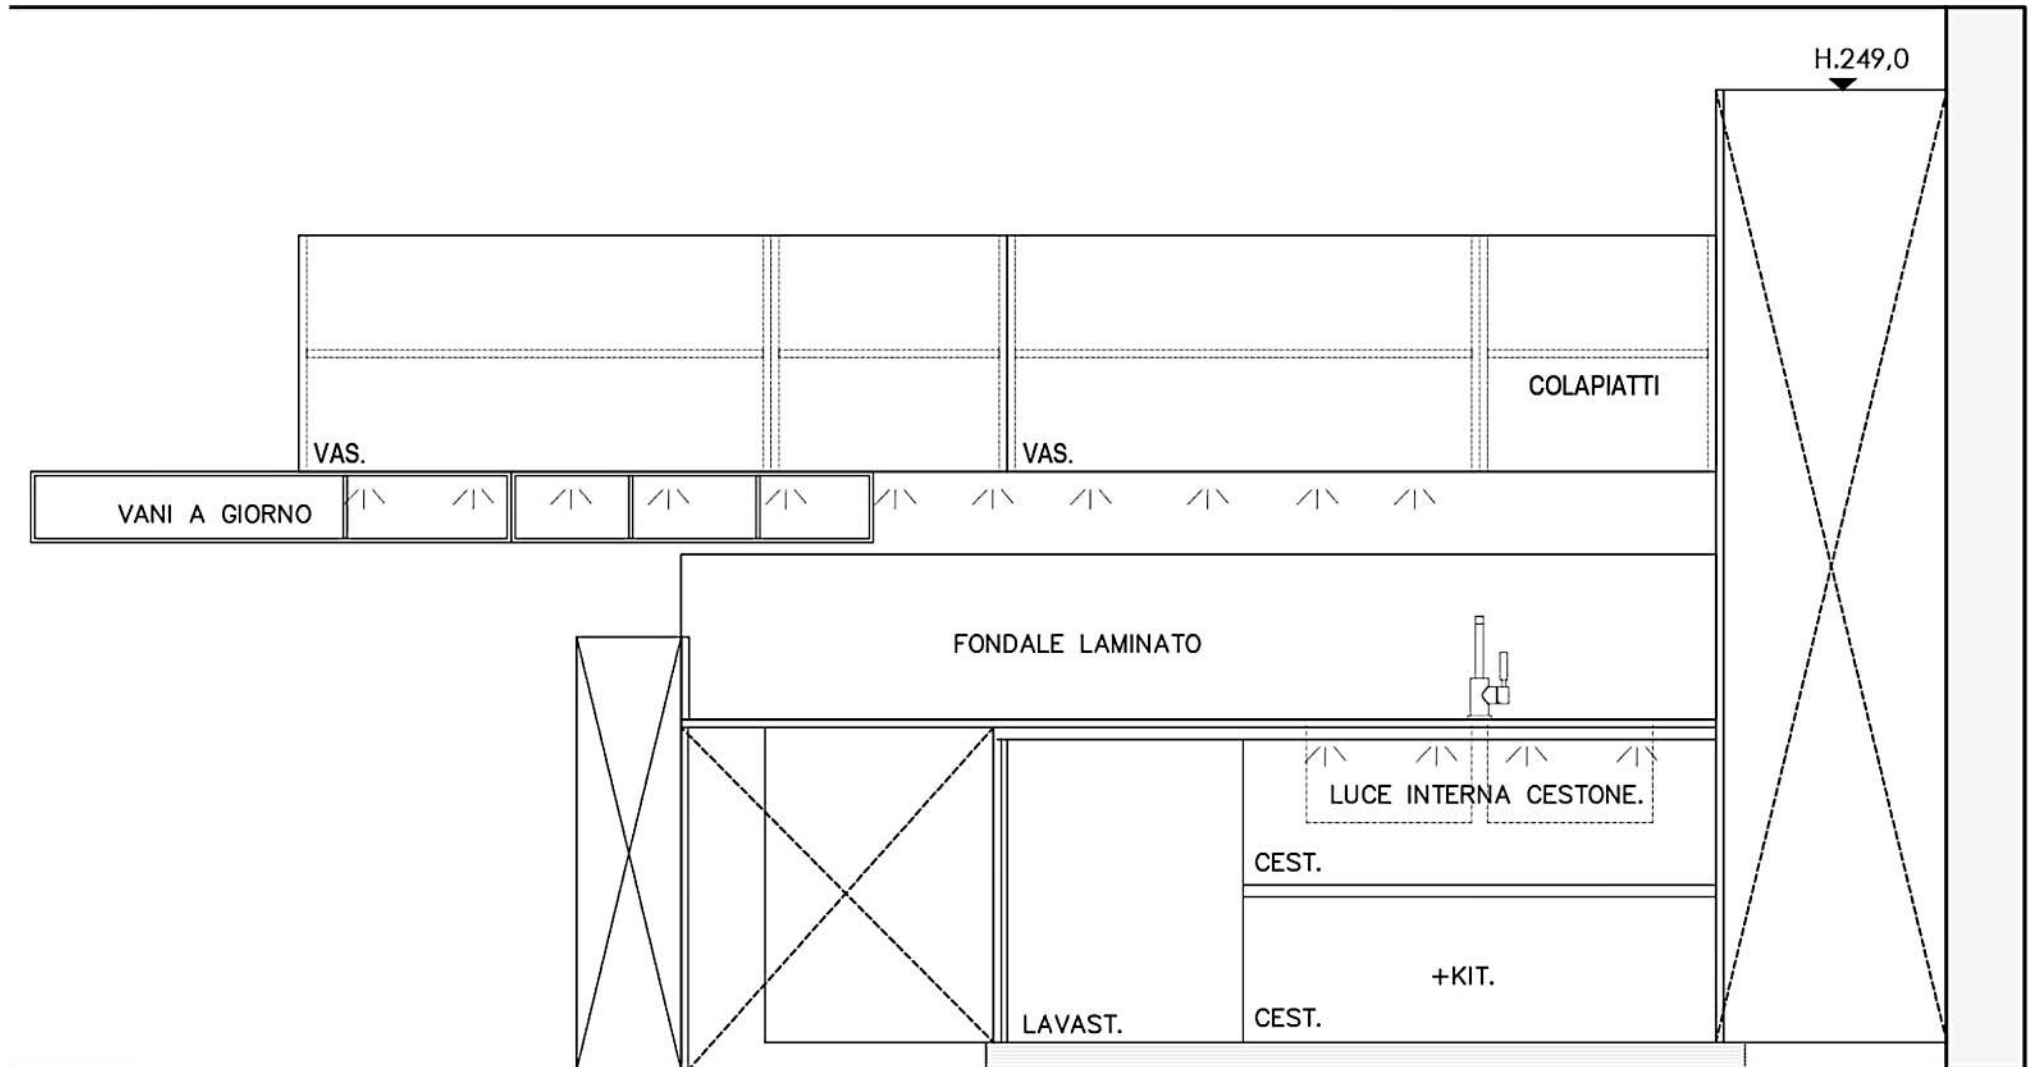 H.249,0
COLAPIATTI
VAS.
VAS.
VANI A GIORNO
FONDALE LAMINATO
LUCE INTERNA CESTONE.
CEST.
+KIT.
LAVAST.
CEST.